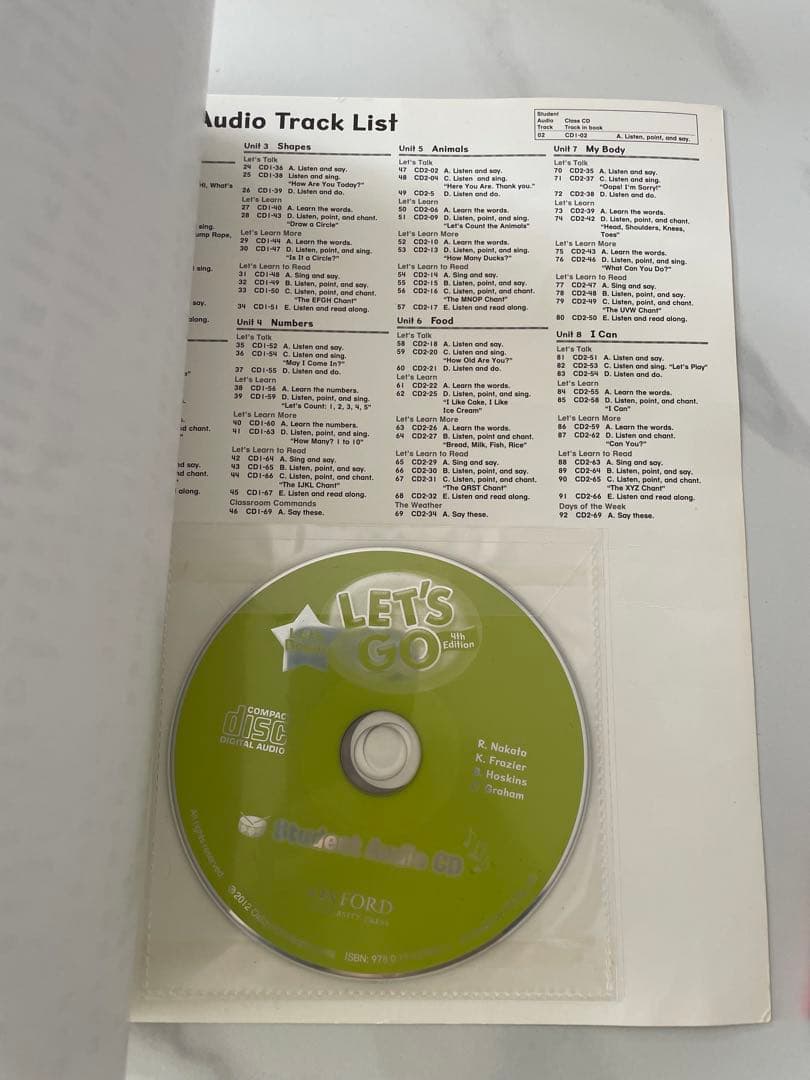 Audio Track List
Student
Audio Class CD
Track Track in book
02 CD1-02 A. Listen, point, and say.
Hi, What's
sing.
ump Rope,
sing.
say.
along.
d chant.
nd say.
nd chant.
along.
Unit 3 Shapes
Let's Talk
24 CD1-36 A. Listen and say.
25 CD1-38 Listen and sing.
"How Are You Today?"
26 CD1-39 D. Listen and do.
Let's Learn
27 CD1-40 A. Learn the words.
28 CD1-43 D. Listen, point, and chant.
"Draw a Circle"
Let's Learn More
29 CD1-44 A. Learn the words.
30 CD1-47 D. Listen, point, and sing.
"Is It a Circle?"
Let's Learn to Read
31 CD1-48 A. Sing and say.
32 CD1-49 B. Listen, point, and say.
33 CD1-50 C. Listen, point, and chant.
"The EFGH Chant"
34 CD1-51 E. Listen and read along.
Unit 4 Numbers
Let's Talk
35 CD1-52 A. Listen and say.
36 CD1-54 C. Listen and sing.
"May I Come In?"
37 CD1-55 D. Listen and do.
Let's Learn
38 CD1-56 A. Learn the numbers.
39 CD1-59 D. Listen, point, and sing.
"Let's Count: 1, 2, 3, 4, 5"
Let's Learn More
40 CD1-60 A. Learn the numbers.
41 CD1-63 D. Listen, point, and sing.
"How Many? 1 to 10"
Let's Learn to Read
42 CD1-64 A. Sing and say.
43 CD1-65 B. Listen, point, and say.
44 CD1-66 C. Listen, point, and chant.
"The IJKL Chant"
45 CD1-67 E. Listen and read along.
Classroom Commands
46 CD1-69 A. Say these.
Unit 5 Animals
Let's Talk
47 CD2-02 A. Listen and say.
48 CD2-04 C. Listen and sing.
"Here You Are. Thank you."
49 CD2-5 D. Listen and do.
Let's Learn
50 CD2-06 A. Learn the words.
51 CD2-09 D. Listen, point, and sing.
"Let's Count the Animals"
Let's Learn More
52 CD2-10 A. Learn the words.
53 CD2-13 D. Listen, point, and sing.
"How Many Ducks?"
Let's Learn to Read
54 CD2-14 A. Sing and say.
55 CD2-15 B. Listen, point, and say.
56 CD2-16 C. Listen, point, and chant.
"The MNOP Chant"
57 CD2-17 E. Listen and read along.
Unit 6 Food
Let's Talk
58 CD2-18 A. Listen and say.
59 CD2-20 C. Listen and sing.
"How Old Are You?"
60 CD2-21 D. Listen and do.
Let's Learn
61 CD2-22 A. Learn the words.
62 CD2-25 D. Listen, point, and sing.
"I Like Cake, I Like
Ice Cream"
Let's Learn More
63 CD2-26 A. Learn the words.
64 CD2-27 B. Listen, point and chant.
"Bread, Milk, Fish, Rice"
Let's Learn to Read
65 CD2-29 A. Sing and say.
66 CD2-30 B. Listen, point, and say.
67 CD2-31 C. Listen, point, and chant.
"The QRST Chant"
68 CD2-32 E. Listen and read along.
The Weather
69 CD2-34 A. Say these.
Unit 7 My Body
Let's Talk
70 CD2-35 A. Listen and say.
71 CD2-37 C. Listen and sing.
"Oops! I'm Sorry!"
72 CD2-38 D. Listen and do.
Let's Learn
73 CD2-39 A. Learn the words.
74 CD2-42 D. Listen, point, and chant.
"Head, Shoulders, Kness,
Toes"
Let's Learn More
75 CD2-43 A. Learn the words.
76 CD2-46 D. Listen, point, and sing.
"What Can You Do?"
Let's Learn to Read
77 CD2-47 A. Sing and say.
78 CD2-48 B. Listen, point, and say.
79 CD2-49 C. Listen, point, and chant.
"The UVW Chant"
80 CD2-50 E. Listen and read along.
Unit 8 I Can
Let's Talk
81 CD2-51 A. Listen and say.
82 CD2-53 C. Listen and sing. "Let's Play"
83 CD2-54 D. Listen and do.
Let's Learn
84 CD2-55 A. Learn the words.
85 CD2-58 D. Listen, point, and chant.
"I Can"
Let's Learn More
86 CD2-59 A. Learn the words.
87 CD2-62 D. Listen and chant.
"Can You?"
Let's Learn to Read
88 CD2-63 A. Sing and say.
89 CD2-64 B. Listen, point, and say.
90 CD2-65 C. Listen, point, and chant.
"The XYZ Chant"
91 CD2-66 E. Listen and read along.
Days of the Week
92 CD2-69 A. Say these.
LET'S
GO
4th
Edition
COMPAC
disc
DIGITAL AUDIO
R. Nakata
K. Frazier
B. Hoskins
Graham
Student Audio CD
OXFORD
All rights reserved
© 2012
ISBN: 978 0